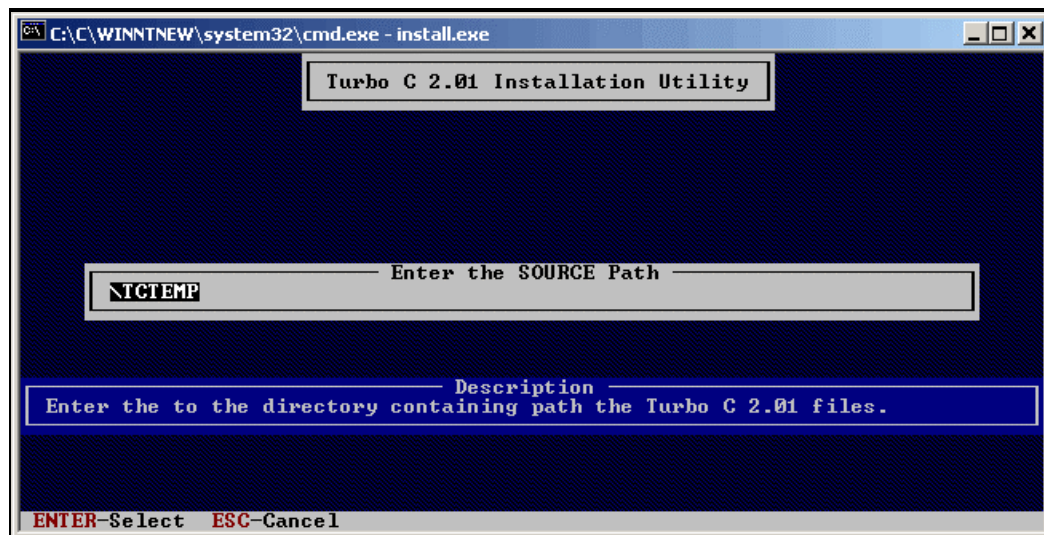 C:\C\WINNTNEW\system32\cmd.exe - install.exe
Turbo C 2.01 Installation Utility
Enter the SOURCE Path
\TCTEMP
Description
Enter the to the directory containing path the Turbo C 2.01 files.
ENTER-Select ESC-Cancel